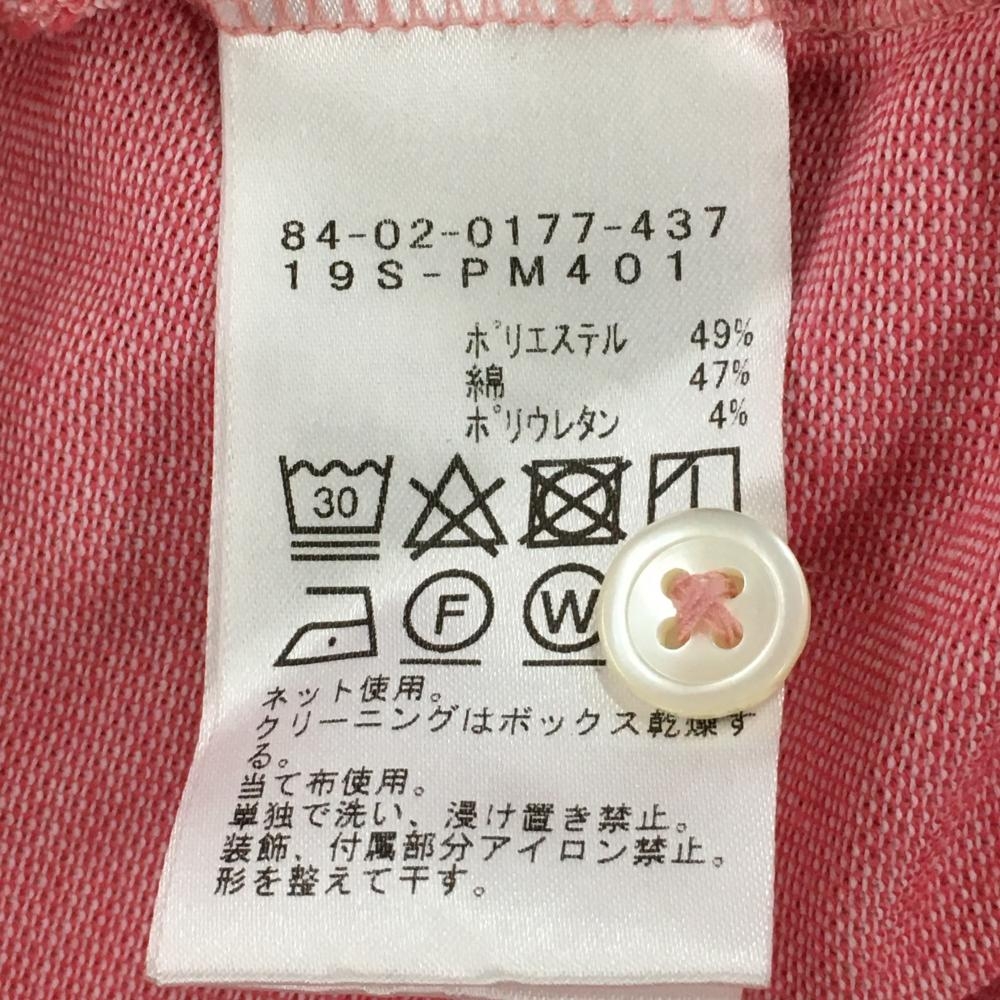 84-02-0177-437
19S-PM401
ポリエステル 49%
綿 47%
ポリウレタン 4%
30
F W
ネット使用。
クリーニングはボックス乾燥す
る。
当て布使用。
単独で洗い、浸け置き禁止。
装飾、付属部分アイロン禁止。
形を整えて干す。